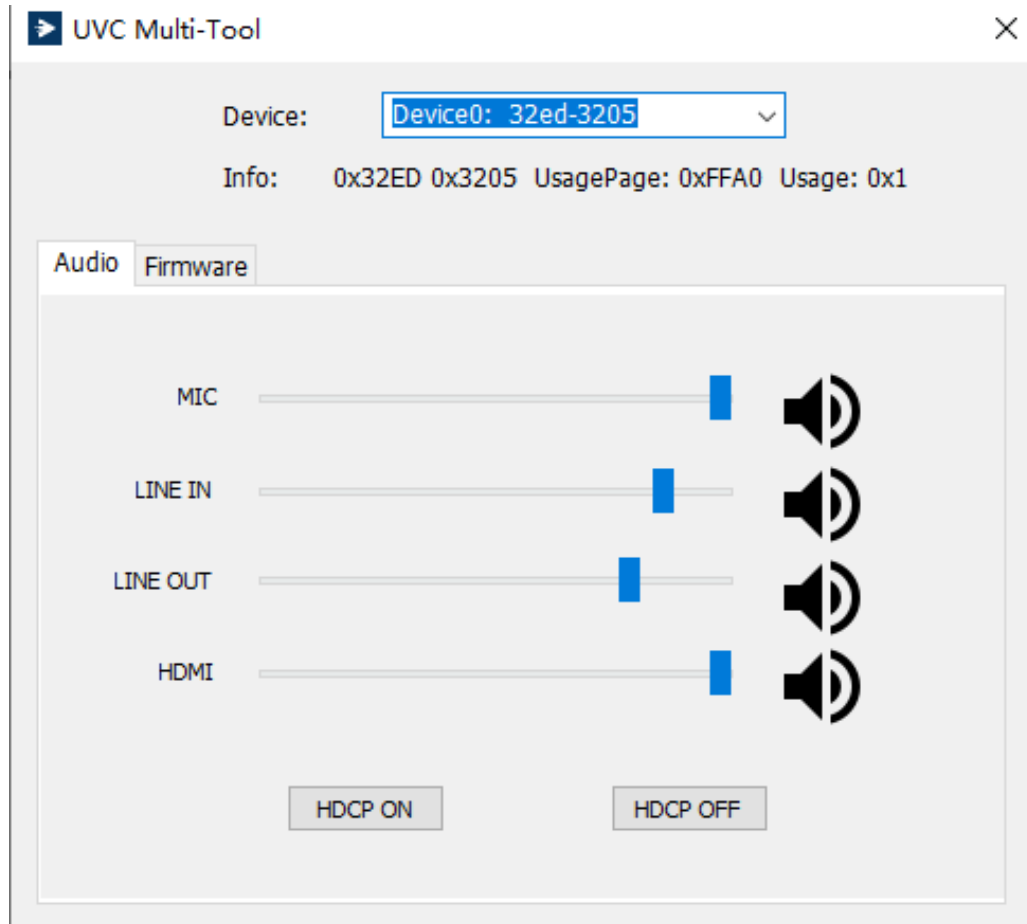 UVC Multi-Tool
Device: Device0: 32ed-3205
Info: 0x32ED 0x3205 UsagePage: 0xFFA0 Usage: 0x1
Audio Firmware
MIC
LINE IN
LINE OUT
HDMI
HDCP ON HDCP OFF